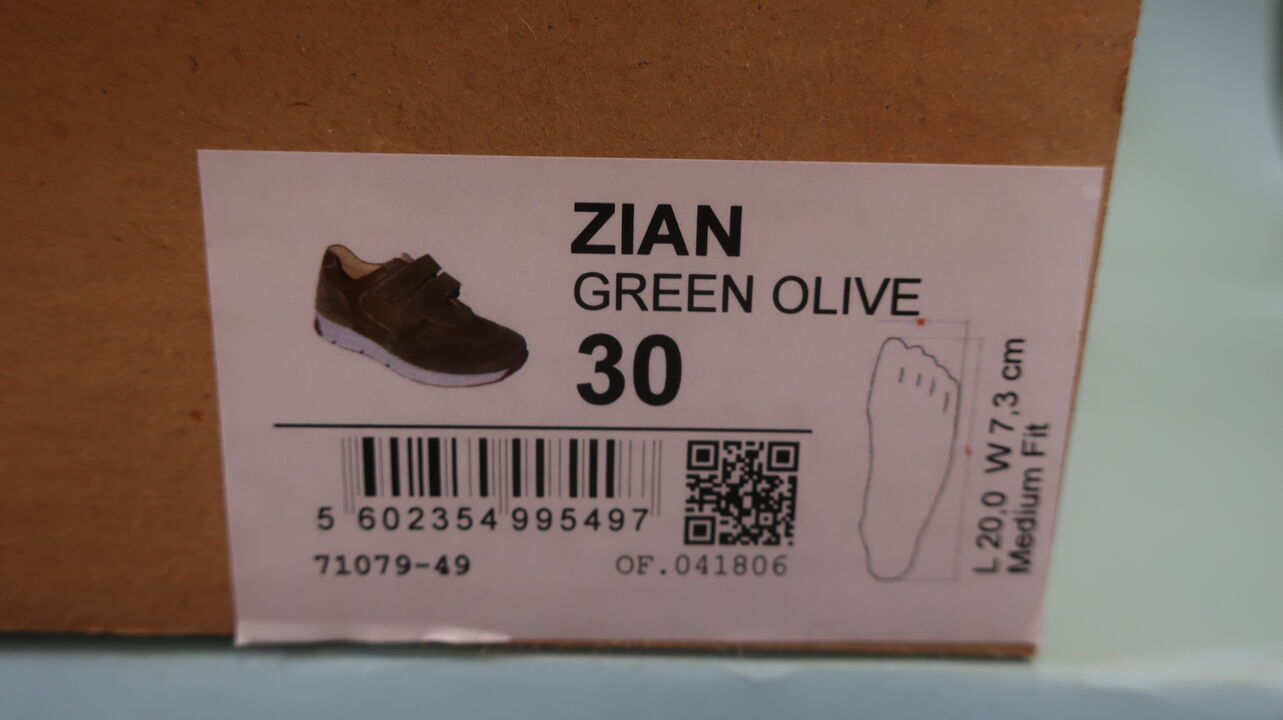 ZIAN
GREEN OLIVE
30
5 602354 995497
71079-49
OF.041806
L 20,0 W 7,3 cm
Medium Fit